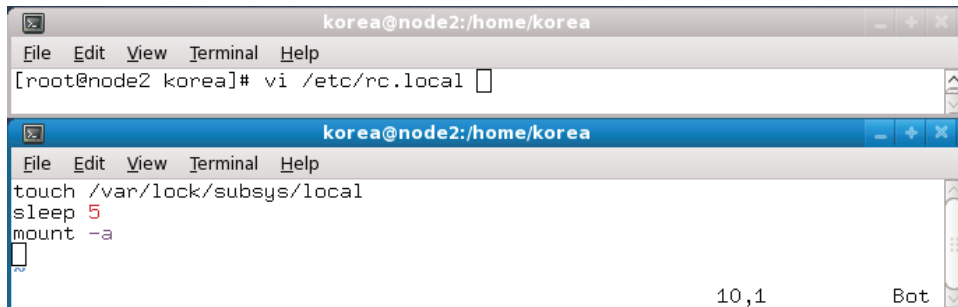 korea@node2:/home/korea
File Edit View Terminal Help
[root@node2 korea]# vi /etc/rc.local
korea@node2:/home/korea
File Edit View Terminal Help
touch /var/lock/subsys/local
sleep 5
mount -a
~
10,1 Bot